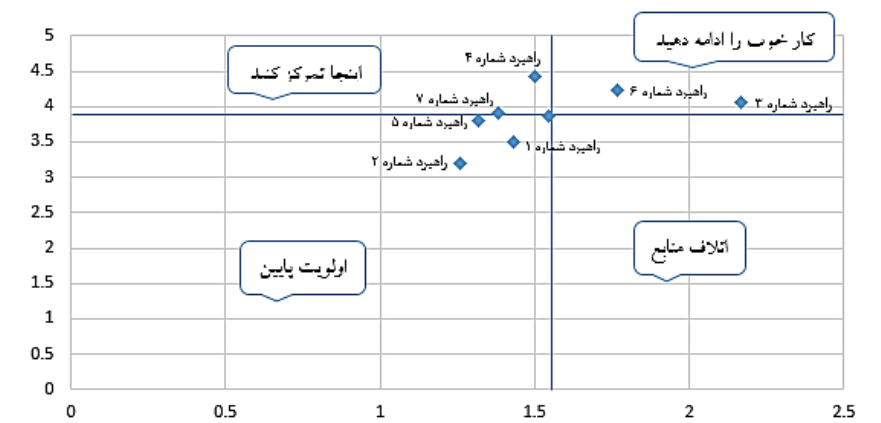 5
کار خوب را ادامه دهید
راهبرد شماره ۴
4.5
اینجا تمرکز کنید
راهبرد شماره ۶
4
راهبرد شماره ۷
راهبرد شماره ۳
راهبرد شماره ۵
3.5
راهبرد شماره ۱
راهبرد شماره ۲
3
2.5
2
اتلاف منابع
اولویت پایین
1.5
1
0.5
0
0 0.5 1 1.5 2 2.5